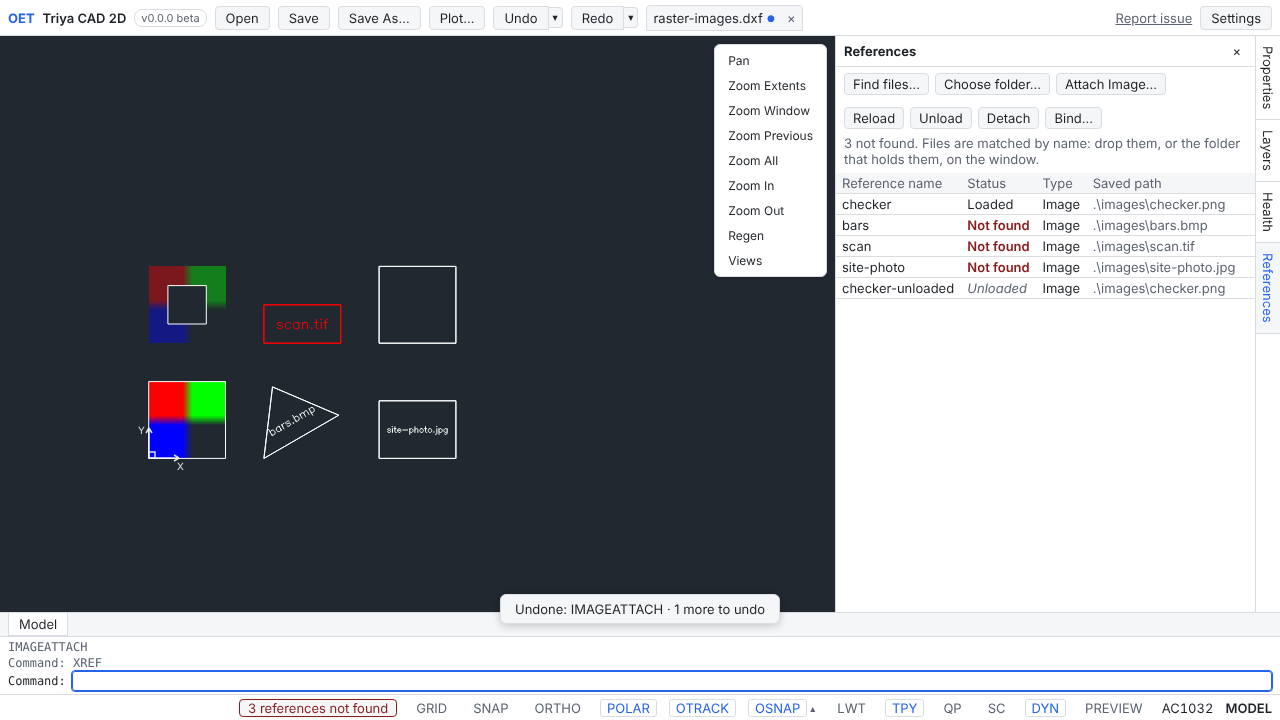 OET Triya CAD 2D v0.0.0 beta Open Save Save As... Plot... Undo ▾ Redo ▾ raster-images.dxf ● × Report issue Settings
Pan
Zoom Extents
Zoom Window
Zoom Previous
Zoom All
Zoom In
Zoom Out
Regen
Views
scan.tif
bars.bmp
site-photo.jpg
Y
X
References ×
Find files... Choose folder... Attach Image...
Reload Unload Detach Bind...
3 not found. Files are matched by name: drop them, or the folder
that holds them, on the window.
Reference name Status Type Saved path
checker Loaded Image .\images\checker.png
bars Not found Image .\images\bars.bmp
scan Not found Image .\images\scan.tif
site-photo Not found Image .\images\site-photo.jpg
checker-unloaded Unloaded Image .\images\checker.png
Properties
Layers
Health
References
Undone: IMAGEATTACH · 1 more to undo
Model
IMAGEATTACH
Command: XREF
Command:
3 references not found GRID SNAP ORTHO POLAR OTRACK OSNAP ▴ LWT TPY QP SC DYN PREVIEW AC1032 MODEL